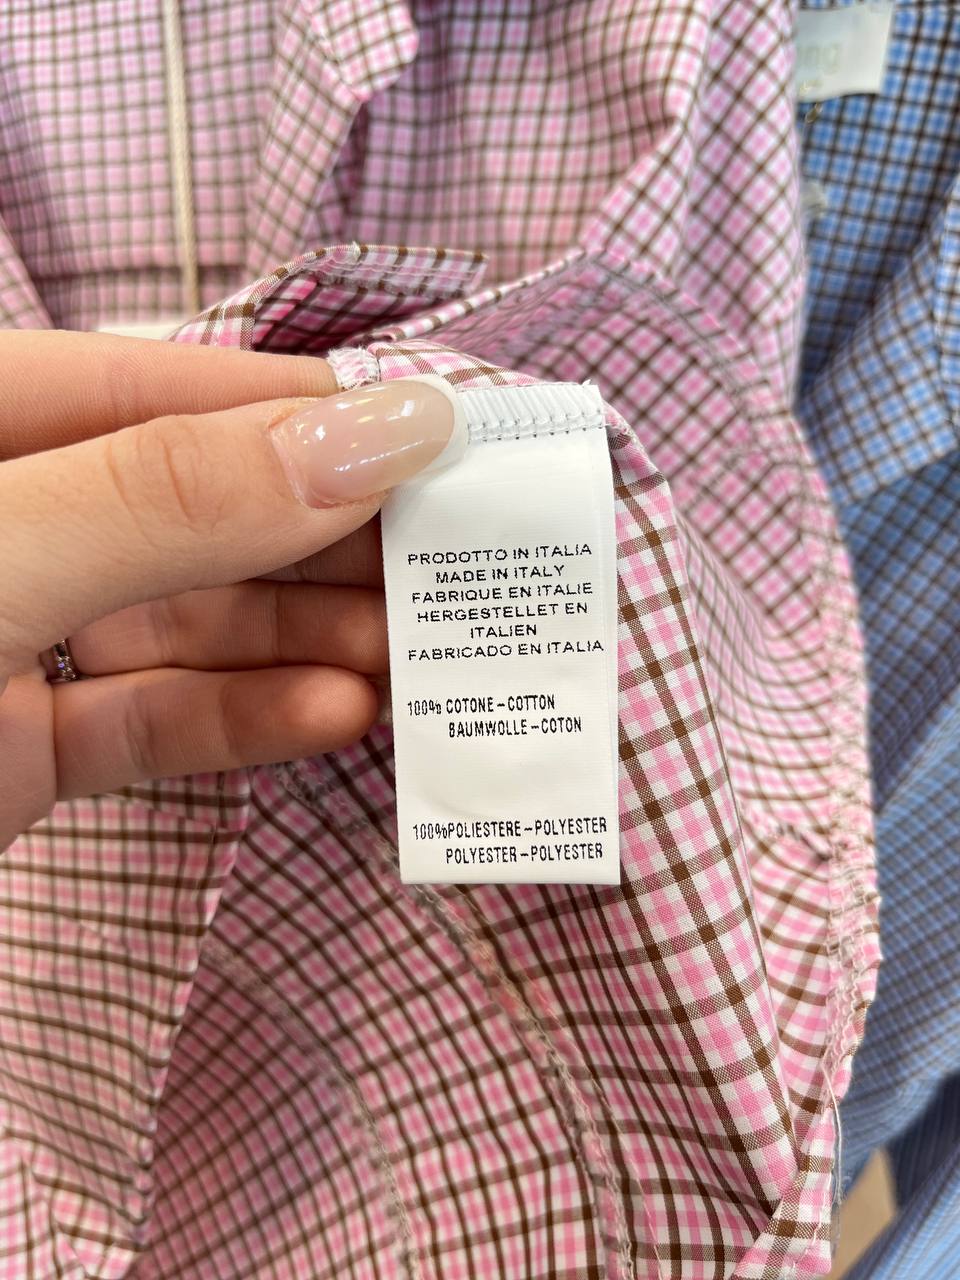 PRODOTTO IN ITALIA
MADE IN ITALY
FABRIQUE EN ITALIE
HERGESTELLET EN
ITALIEN
FABRICADO EN ITALIA
100% COTONE-COTTON
BAUMWOLLE-COTON
100%POLIESTERE-POLYESTER
POLYESTER-POLYESTER